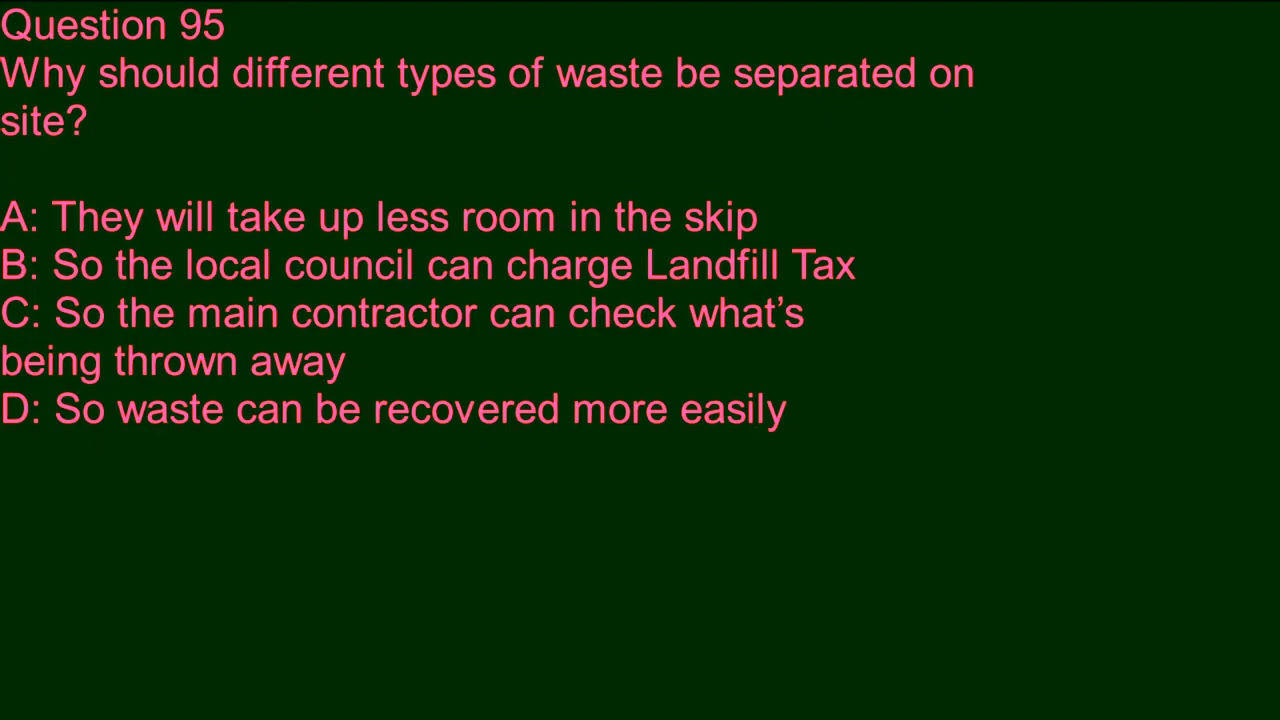 Question 95
Why should different types of waste be separated on
site?
A: They will take up less room in the skip
B: So the local council can charge Landfill Tax
C: So the main contractor can check what’s
being thrown away
D: So waste can be recovered more easily